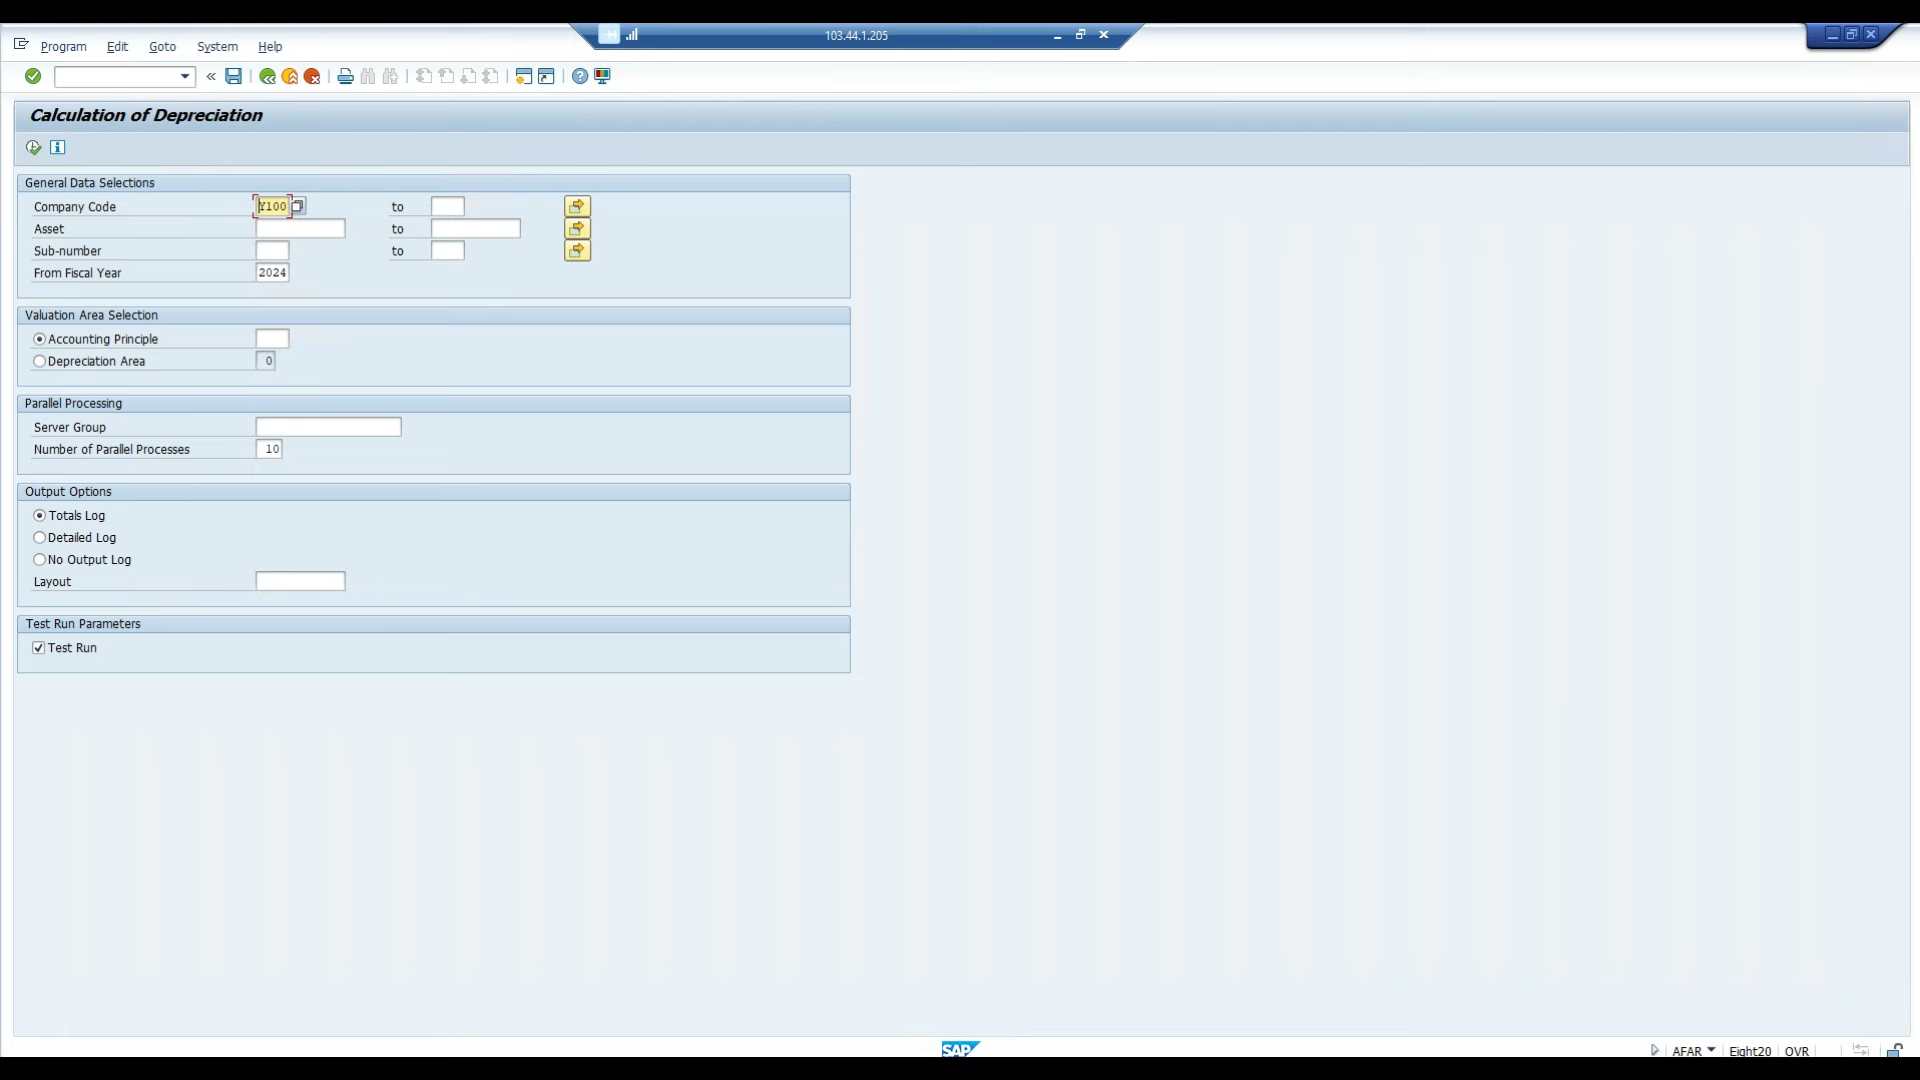 103.44.1.205
Program Edit Goto System Help
Calculation of Depreciation
General Data Selections
Company Code Y100 to
Asset to
Sub-number to
From Fiscal Year 2024
Valuation Area Selection
Accounting Principle
Depreciation Area 0
Parallel Processing
Server Group
Number of Parallel Processes 10
Output Options
Totals Log
Detailed Log
No Output Log
Layout
Test Run Parameters
Test Run
SAP AFAR Eight20 OVR